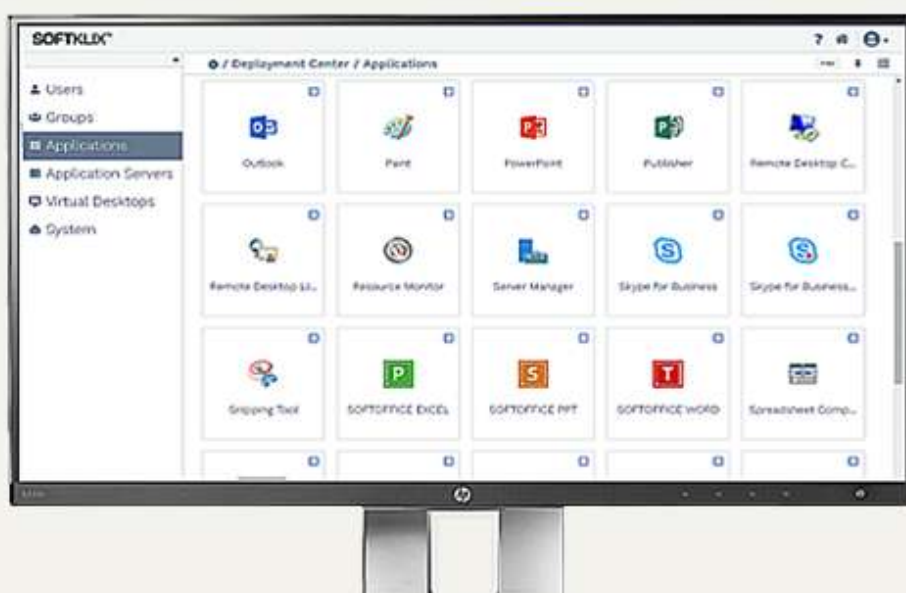 SOFTKLIX™
/ Deployment Center / Applications
Users
Groups
Applications
Application Servers
Virtual Desktops
System
Outlook
Paint
PowerPoint
Publisher
Remote Desktop C...
Remote Desktop Li...
Resource Monitor
Server Manager
Skype for Business
Skype for Business...
Snipping Tool
SOFTOFFICE EXCEL
SOFTOFFICE PPT
SOFTOFFICE WORD
Spreadsheet Comp...
hp